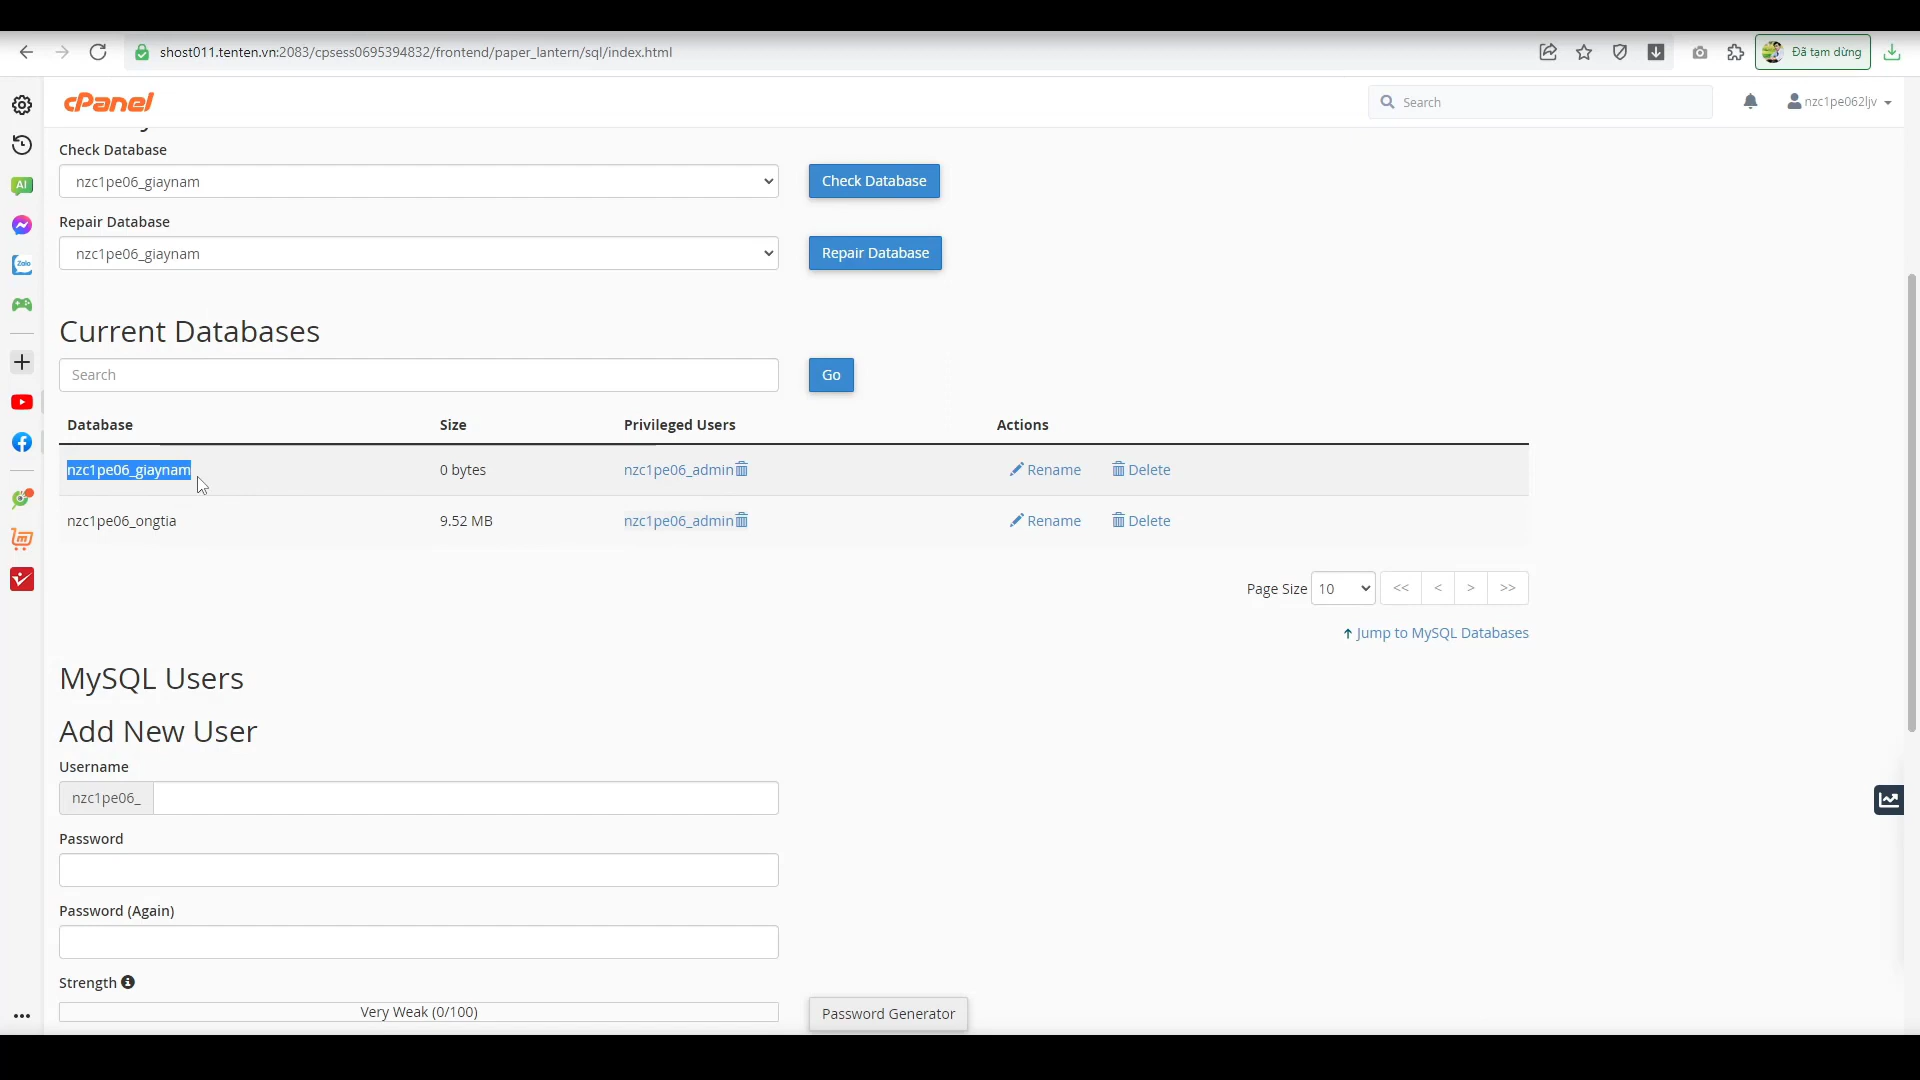 shost011.tenten.vn:2083/cpsess0695394832/frontend/paper_lantern/sql/index.html
Đã tạm dừng
cPanel
Search
nzc1pe062ljv
AI
Zalo
Check Database
nzc1pe06_giaynam
Check Database
Repair Database
nzc1pe06_giaynam
Repair Database
Current Databases
Search
Go
Database Size Privileged Users Actions
nzc1pe06_giaynam 0 bytes nzc1pe06_admin Rename Delete
nzc1pe06_ongtia 9.52 MB nzc1pe06_admin Rename Delete
Page Size 10 << < > >>
Jump to MySQL Databases
MySQL Users
Add New User
Username
nzc1pe06_
Password
Password (Again)
Strength
Very Weak (0/100)
Password Generator